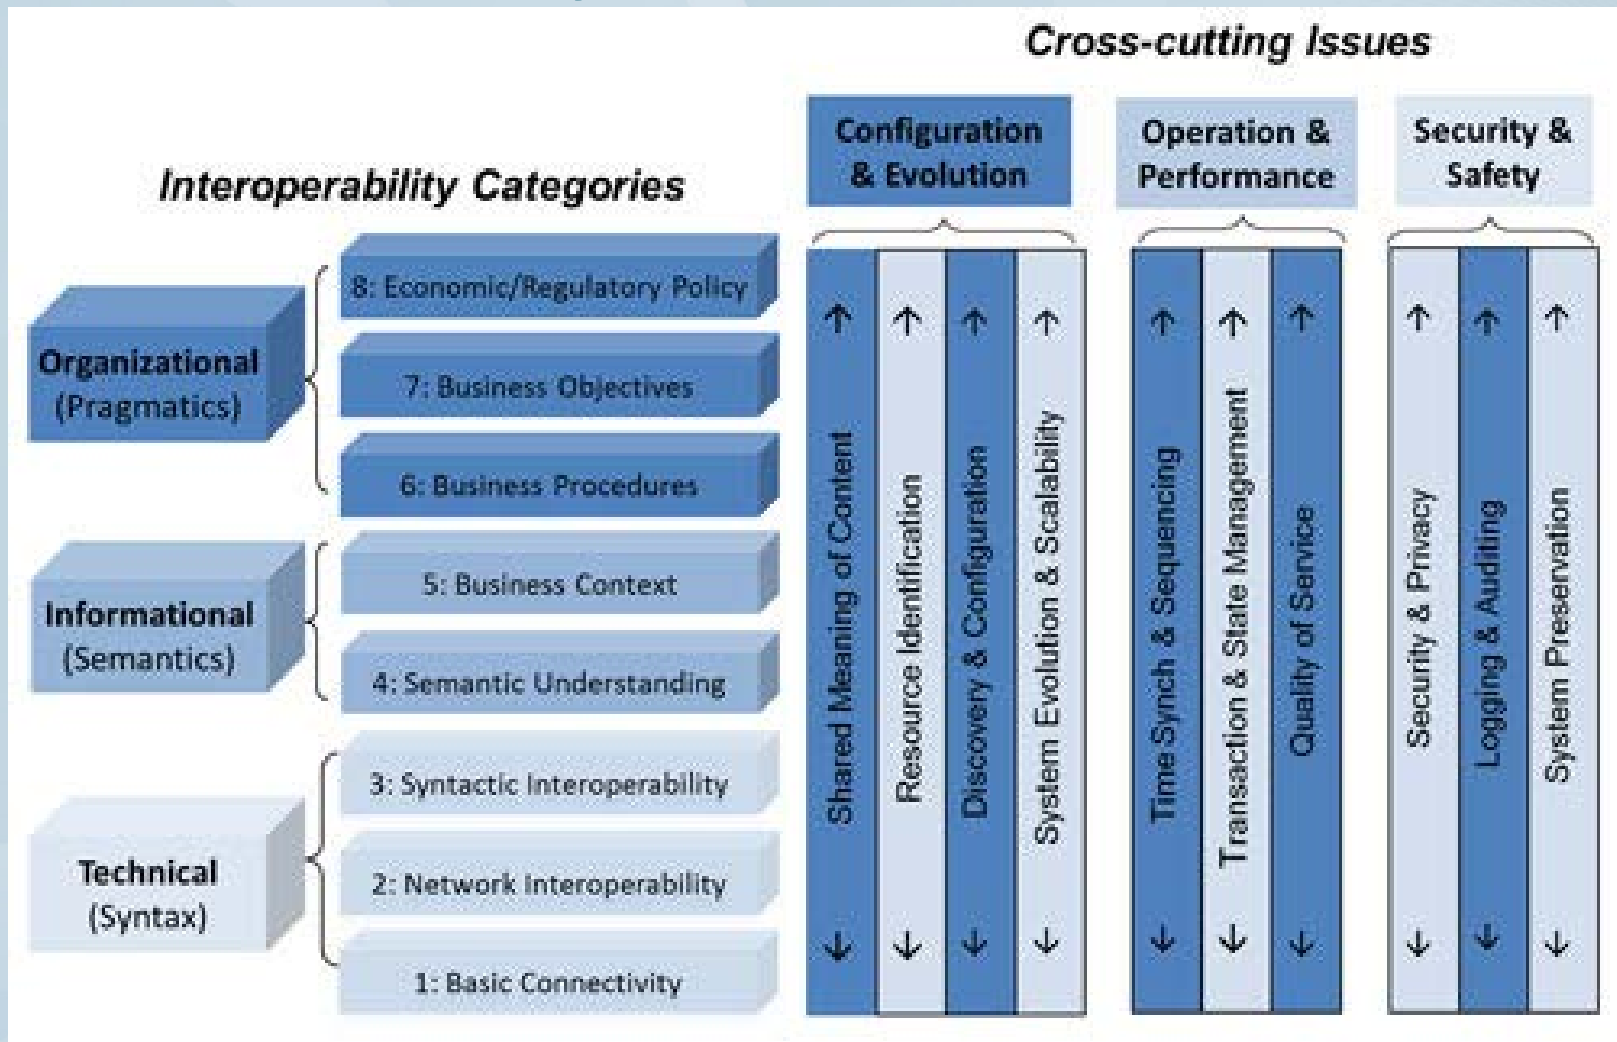 Cross-cutting Issues
Configuration
& Evolution
Operation &
Performance
Security &
Safety
Interoperability Categories
Organizational
(Pragmatics)
8: Economic/Regulatory Policy
7: Business Objectives
6: Business Procedures
Informational
(Semantics)
5: Business Context
4: Semantic Understanding
Technical
(Syntax)
3: Syntactic Interoperability
2: Network Interoperability
1: Basic Connectivity
Shared Meaning of Content
Resource Identification
Discovery & Configuration
System Evolution & Scalability
Time Synch & Sequencing
Transaction & State Management
Quality of Service
Security & Privacy
Logging & Auditing
System Preservation